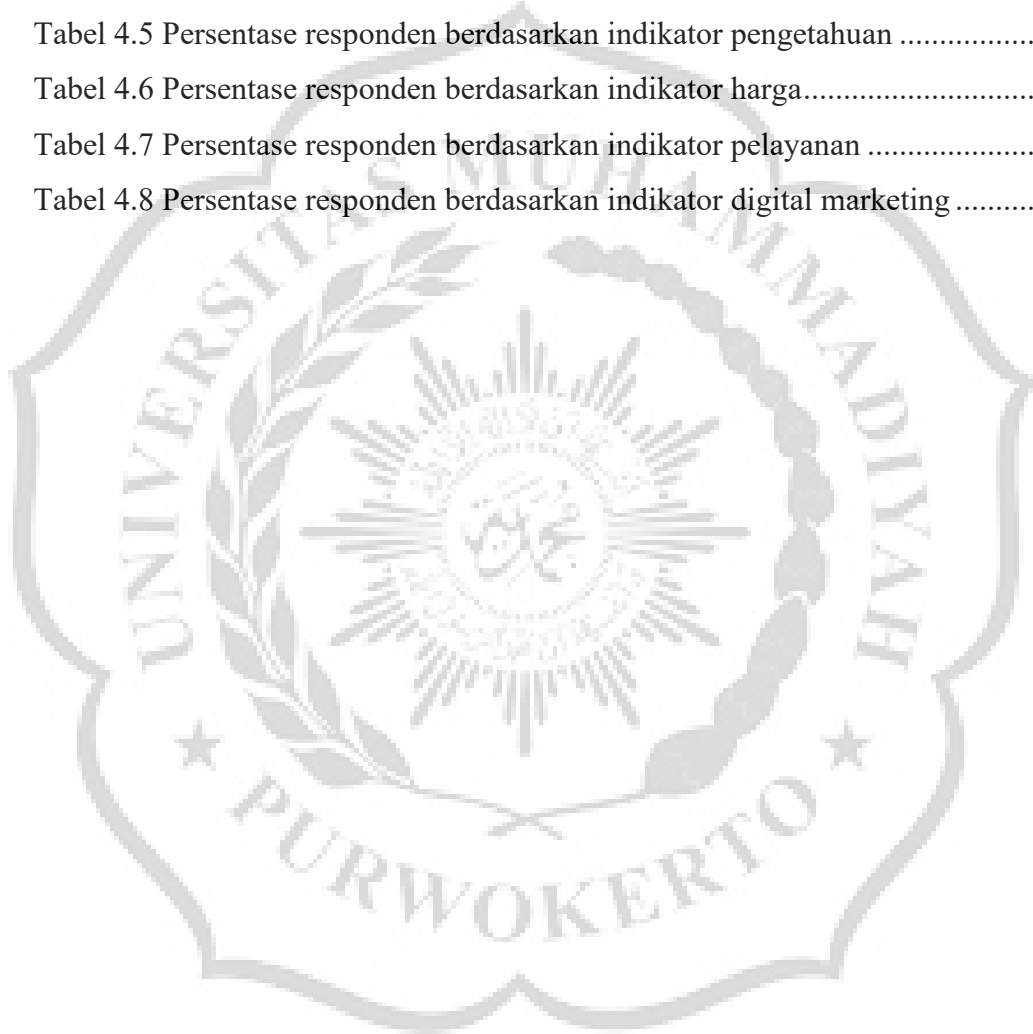 Tabel 4.5 Persentase responden berdasarkan indikator pengetahuan .................
Tabel 4.6 Persentase responden berdasarkan indikator harga.............................
Tabel 4.7 Persentase responden berdasarkan indikator pelayanan .....................
Tabel 4.8 Persentase responden berdasarkan indikator digital marketing ..........
UNIVERSITAS MUHAMMADIYAH
PURWOKERTO